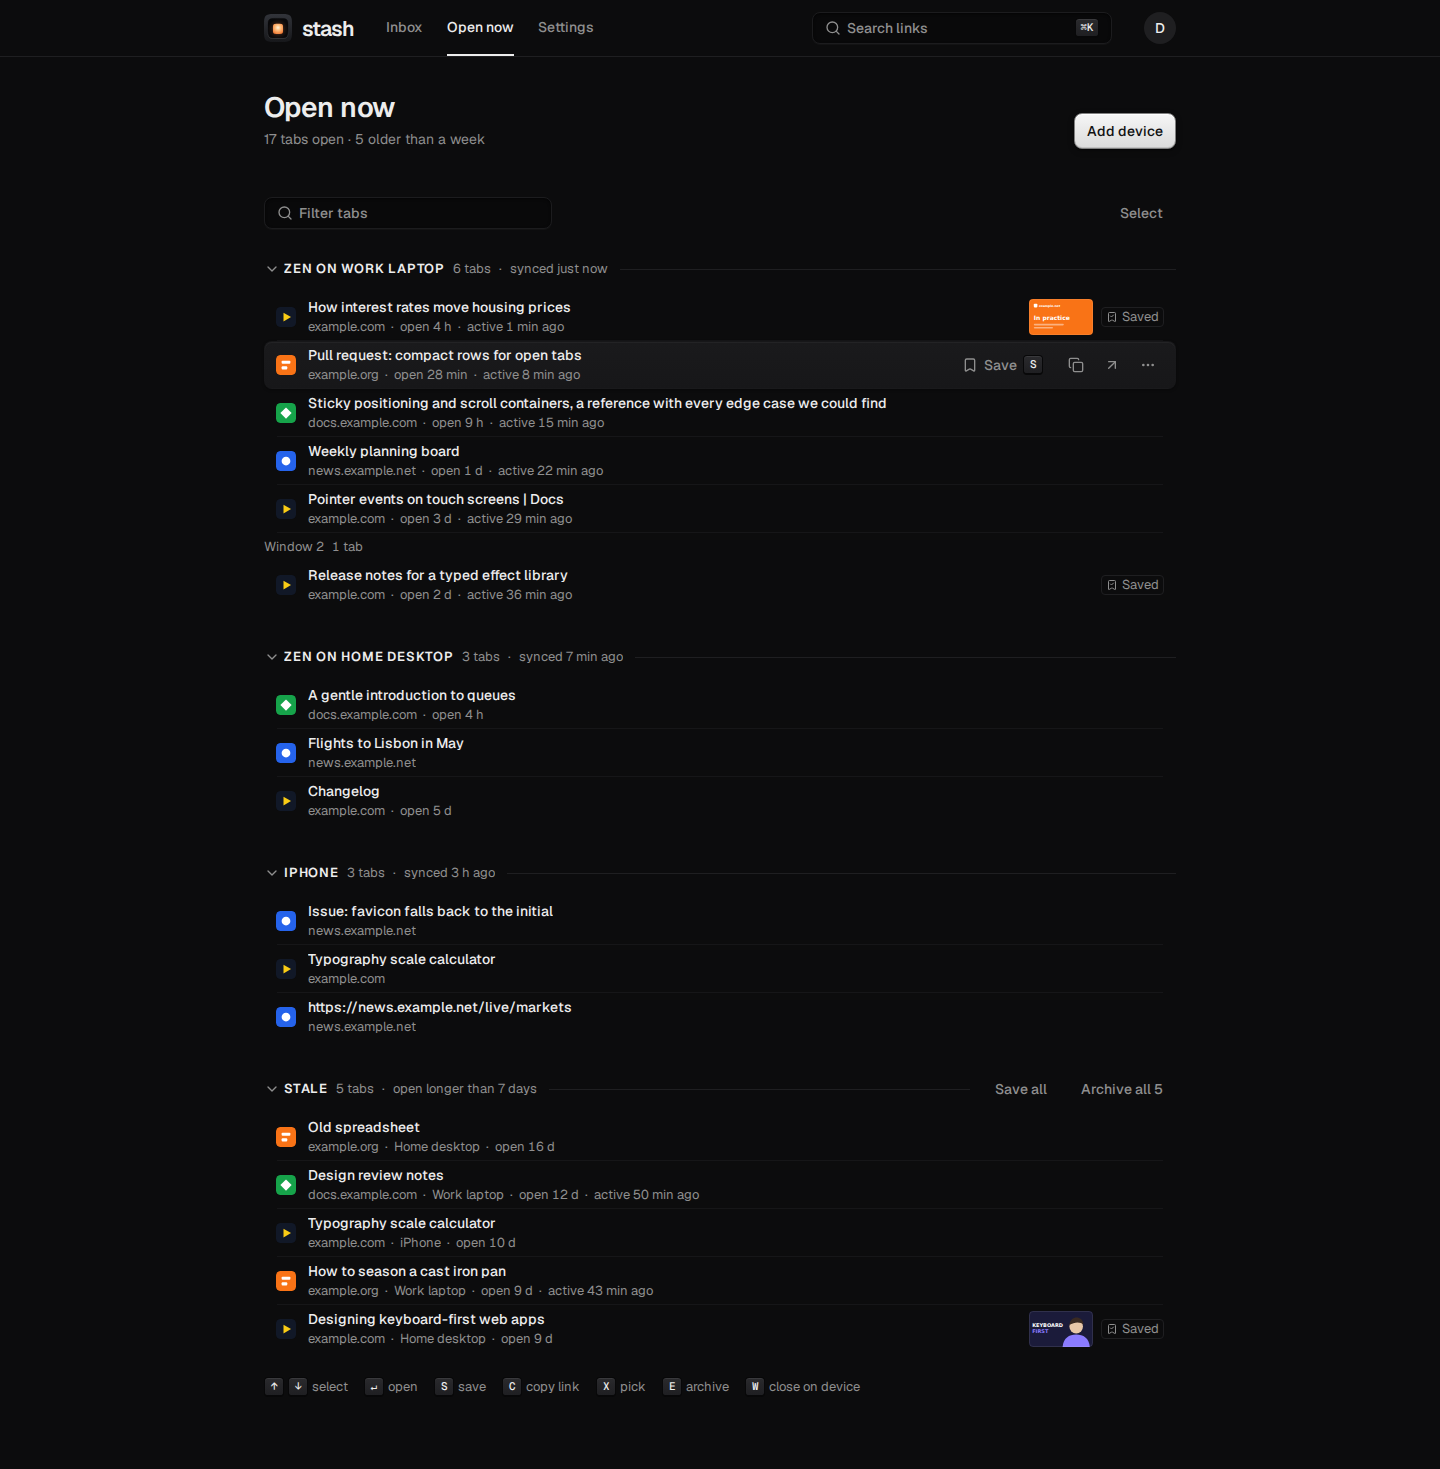 stash Inbox Open now Settings Search links ⌘K D
Open now
17 tabs open · 5 older than a week
Add device
Filter tabs
Select
ZEN ON WORK LAPTOP 6 tabs · synced just now
How interest rates move housing prices
example.com · open 4 h · active 1 min ago
example.net
In practice
Saved
Pull request: compact rows for open tabs
example.org · open 28 min · active 8 min ago
Save S
Sticky positioning and scroll containers, a reference with every edge case we could find
docs.example.com · open 9 h · active 15 min ago
Weekly planning board
news.example.net · open 1 d · active 22 min ago
Pointer events on touch screens | Docs
example.com · open 3 d · active 29 min ago
Window 2 1 tab
Release notes for a typed effect library
example.com · open 2 d · active 36 min ago
Saved
ZEN ON HOME DESKTOP 3 tabs · synced 7 min ago
A gentle introduction to queues
docs.example.com · open 4 h
Flights to Lisbon in May
news.example.net
Changelog
example.com · open 5 d
IPHONE 3 tabs · synced 3 h ago
Issue: favicon falls back to the initial
news.example.net
Typography scale calculator
example.com
https://news.example.net/live/markets
news.example.net
STALE 5 tabs · open longer than 7 days Save all Archive all 5
Old spreadsheet
example.org · Home desktop · open 16 d
Design review notes
docs.example.com · Work laptop · open 12 d · active 50 min ago
Typography scale calculator
example.com · iPhone · open 10 d
How to season a cast iron pan
example.org · Work laptop · open 9 d · active 43 min ago
Designing keyboard-first web apps
example.com · Home desktop · open 9 d
KEYBOARD
FIRST
Saved
↑ ↓ select ↵ open S save C copy link X pick E archive W close on device